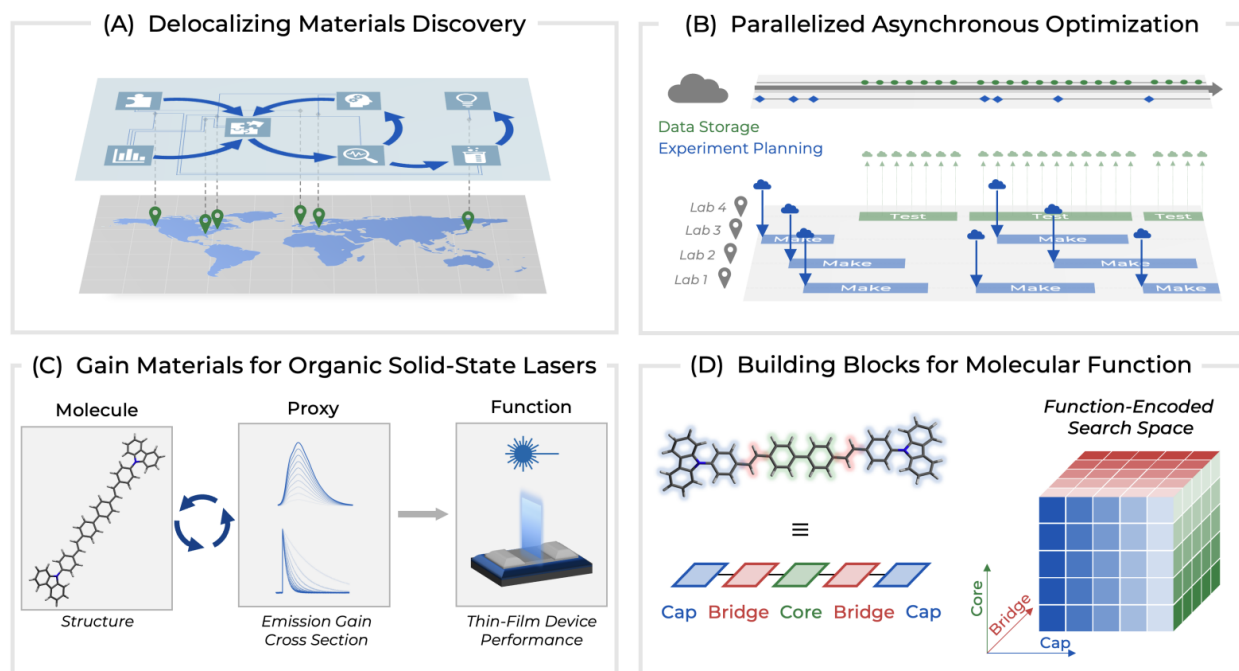 (A) Delocalizing Materials Discovery
(B) Parallelized Asynchronous Optimization
Data Storage
Experiment Planning
Lab 4
Lab 3
Lab 2
Lab 1
Test
Test
Test
Make
Make
Make
Make
Make
Make
Make
(C) Gain Materials for Organic Solid-State Lasers
Molecule
Proxy
Function
Structure
Emission Gain
Cross Section
Thin-Film Device
Performance
(D) Building Blocks for Molecular Function
Function-Encoded
Search Space
≡
Cap Bridge Core Bridge Cap
Core
Bridge
Cap